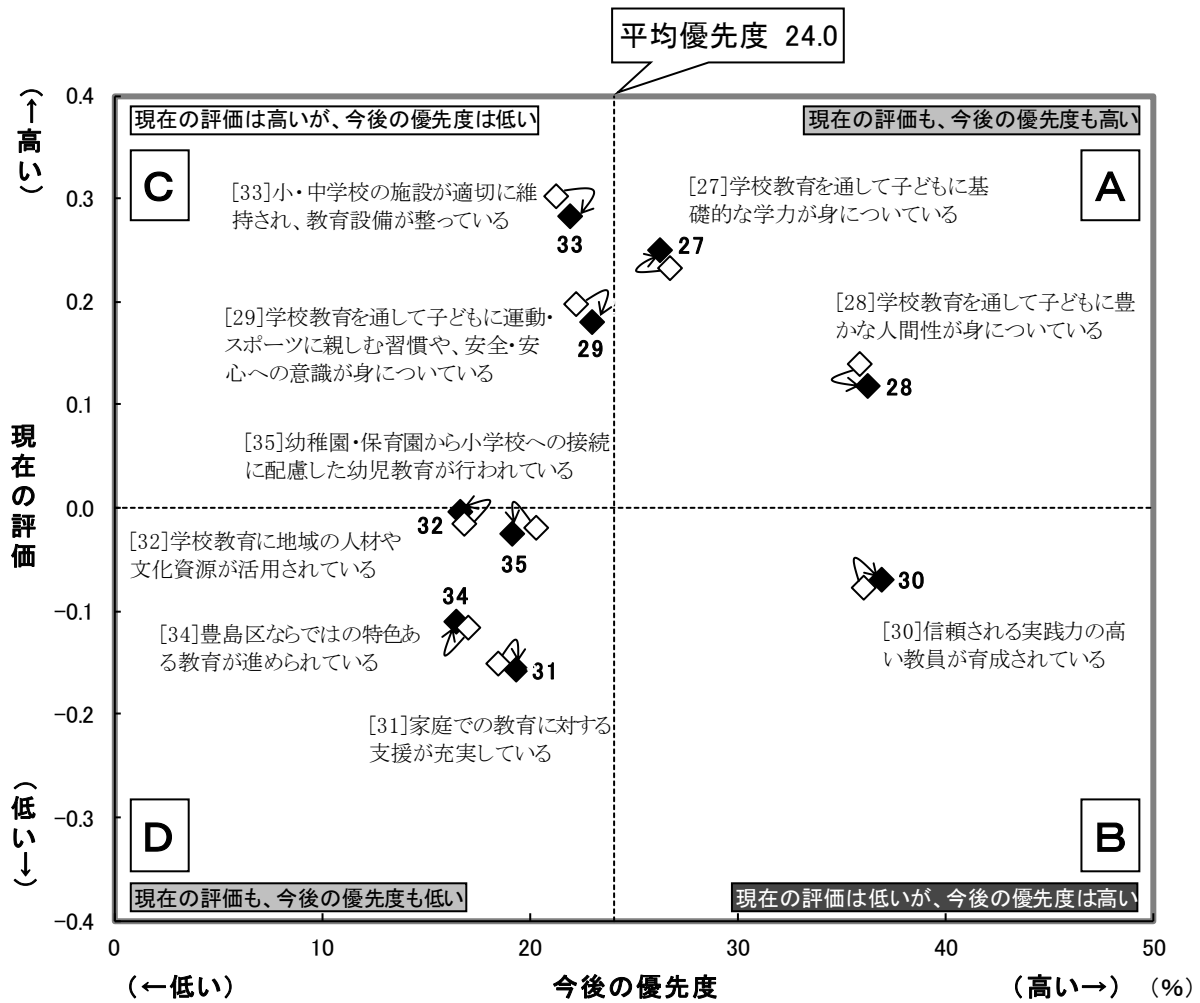 平均優先度 24.0
（↑高い）
0.4
現在の評価は高いが、今後の優先度は低い
現在の評価も、今後の優先度も高い
C
A
[33]小・中学校の施設が適切に維
持され、教育設備が整っている
33
[27]学校教育を通して子どもに基
礎的な学力が身についている
27
0.3
0.2
[29]学校教育を通して子どもに運動・
スポーツに親しむ習慣や、安全・安
心への意識が身についている
29
[28]学校教育を通して子どもに豊
かな人間性が身についている
28
0.1
現在の評価
[35]幼稚園・保育園から小学校への接続
に配慮した幼児教育が行われている
0.0
32
35
[32]学校教育に地域の人材や
文化資源が活用されている
30
−0.1
34
[34]豊島区ならではの特色あ
る教育が進められている
31
[30]信頼される実践力の高
い教員が育成されている
−0.2
[31]家庭での教育に対する
支援が充実している
−0.3
（低い↓）
D
B
現在の評価も、今後の優先度も低い
現在の評価は低いが、今後の優先度は高い
−0.4
0
10
20
30
40
50
（←低い）
今後の優先度
（高い→）
（%）